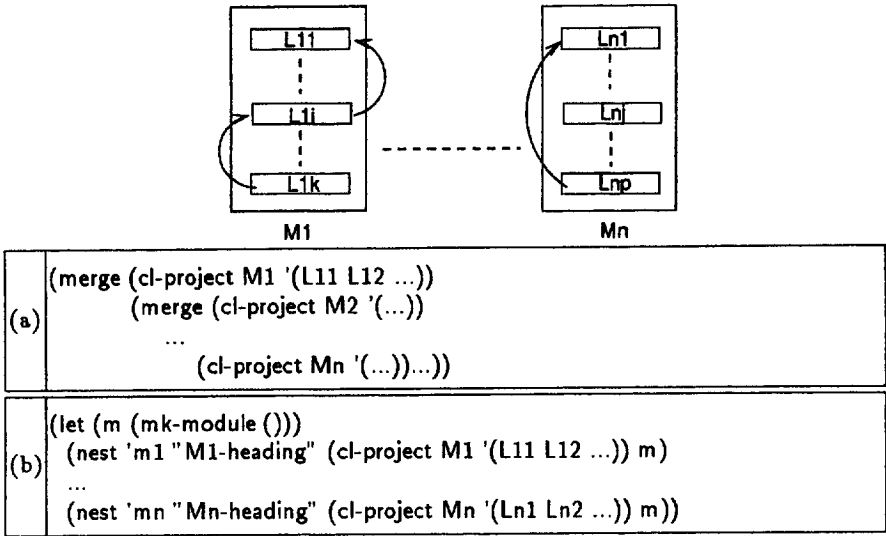 L11 Ln1
L1i Lnj
L1k Lnp
M1 Mn
(a)
(merge (cl-project M1 '(L11 L12 ...))
(merge (cl-project M2 '(...))
...
(cl-project Mn '(...))...))
(b)
(let (m (mk-module ()))
(nest 'm1 "M1-heading" (cl-project M1 '(L11 L12 ...)) m)
...
(nest 'mn "Mn-heading" (cl-project Mn '(Ln1 Ln2 ...)) m))